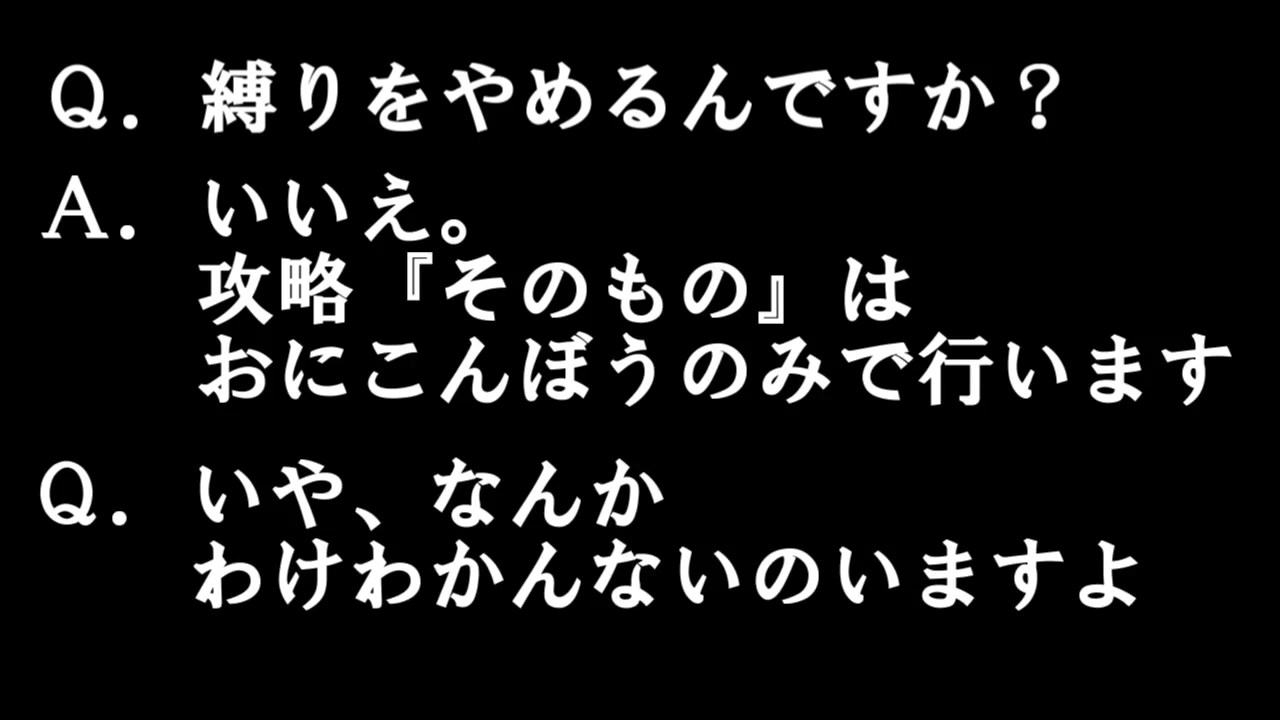 Q. 縛りをやめるんですか？
A. いいえ。
攻略『そのもの』は
おにこんぼうのみで行います
Q. いや、なんか
わけわかんないのいますよ